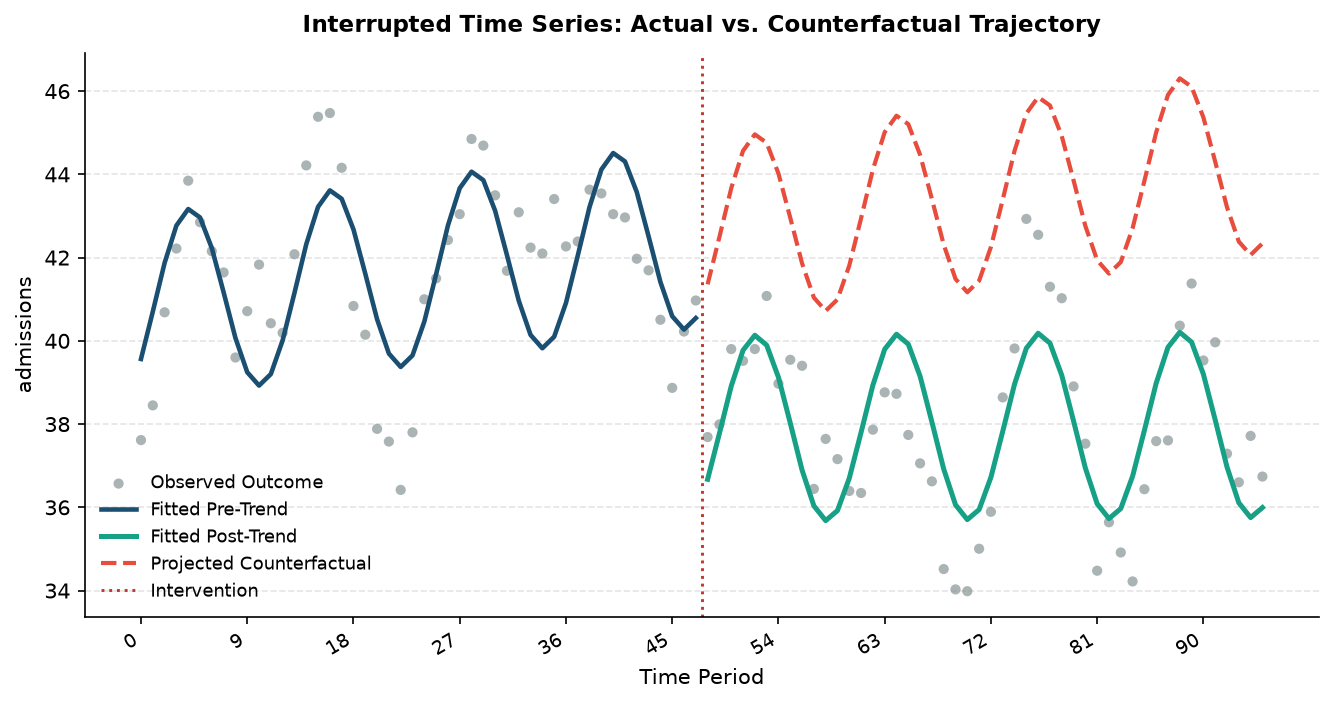 Interrupted Time Series: Actual vs. Counterfactual Trajectory
admissions
46
44
42
40
38
36
34
Observed Outcome
Fitted Pre-Trend
Fitted Post-Trend
Projected Counterfactual
Intervention
0 9 18 27 36 45 54 63 72 81 90
Time Period